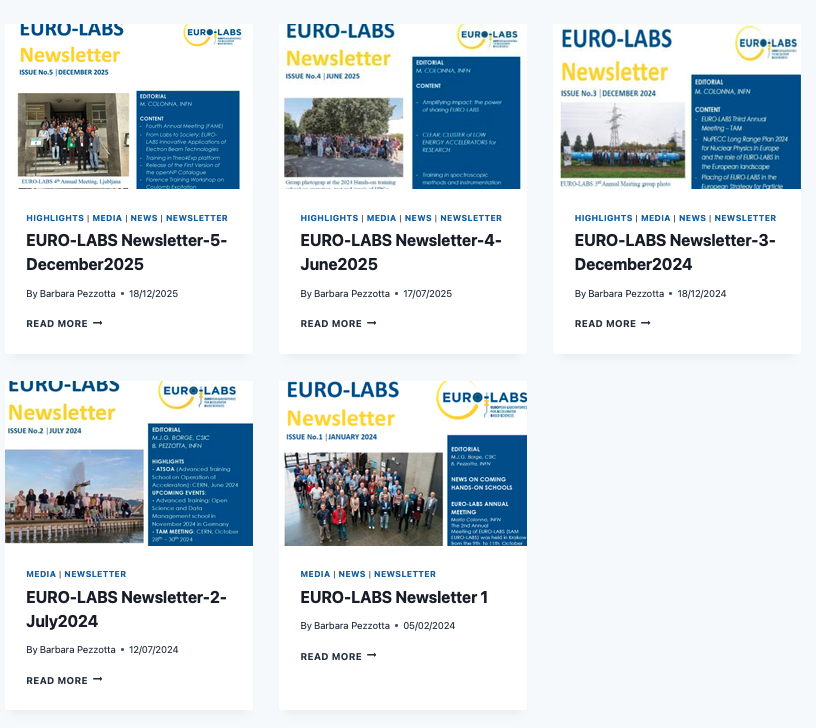 EURO-LABS
EURO LABS
Newsletter
ISSUE No.5 | DECEMBER 2025
EDITORIAL
M. COLONNA, INFN
CONTENT
- Fourth Annual Meeting (FAME)
- From Labs to Society: EURO-
LABS Innovative Applications of
Electron Beam Technologies
- Training in Theo4Exp platform
- Release of the First Version of
the openNP Catalogue
- Florence Training Workshop on
Coulomb Excitation
EURO-LABS 4th Annual Meeting, Ljubljana
HIGHLIGHTS | MEDIA | NEWS | NEWSLETTER
EURO-LABS Newsletter-5-
December2025
By Barbara Pezzotta • 18/12/2025
READ MORE →
EURO-LABS
EURO LABS
Newsletter
ISSUE No.4 | JUNE 2025
EDITORIAL
M. COLONNA, INFN
CONTENT
- Amplifying impact: the power
of sharing EURO LABS
- CLEAR: CLUSTER of LOW
ENERGY ACCELERATORS for
RESEARCH
- Training in spectroscopic
methods and instrumentation
Group photograph at the 2024 Hands-on training
HIGHLIGHTS | MEDIA | NEWS | NEWSLETTER
EURO-LABS Newsletter-4-
June2025
By Barbara Pezzotta • 17/07/2025
READ MORE →
EURO-LABS
EURO LABS
Newsletter
ISSUE No.3 | DECEMBER 2024
EDITORIAL
M. COLONNA, INFN
CONTENT
- EURO-LABS Third Annual
Meeting – TAM
- NuPECC Long Range Plan 2024
for Nuclear Physics in Europe
and the role of EURO-LABS in
the European landscape
- Placing of EURO-LABS in the
European Strategy for Particle
EURO-LABS 3rd Annual Meeting group photo
HIGHLIGHTS | MEDIA | NEWS | NEWSLETTER
EURO-LABS Newsletter-3-
December2024
By Barbara Pezzotta • 18/12/2024
READ MORE →
EURO-LABS
EURO LABS
Newsletter
ISSUE No.2 | JULY 2024
EDITORIAL
M.J.G. BORGE, CSIC
B. PEZZOTTA, INFN
HIGHLIGHTS
- ATSOA (Advanced Training
School on Operation of
Accelerators): CERN, June 2024
UPCOMING EVENTS:
- Advanced Training: Open
Science and Data
Management school in
November 2024 in Germany
- TAM MEETING: CERN, October
28th - 30th 2024
MEDIA | NEWSLETTER
EURO-LABS Newsletter-2-
July2024
By Barbara Pezzotta • 12/07/2024
READ MORE →
EURO-LABS
EURO LABS
Newsletter
ISSUE No.1 | JANUARY 2024
EDITORIAL
M.J.G. Borge, CSIC
B. Pezzotta, INFN
NEWS ON COMING
HANDS-ON SCHOOLS
EURO-LABS ANNUAL
MEETING
Maria Colonna, INFN
The 2nd Annual
Meeting of EURO-LABS (SAM
EURO-LABS) was held in Krakow
from the 9th to 11th October
MEDIA | NEWS | NEWSLETTER
EURO-LABS Newsletter 1
By Barbara Pezzotta • 05/02/2024
READ MORE →